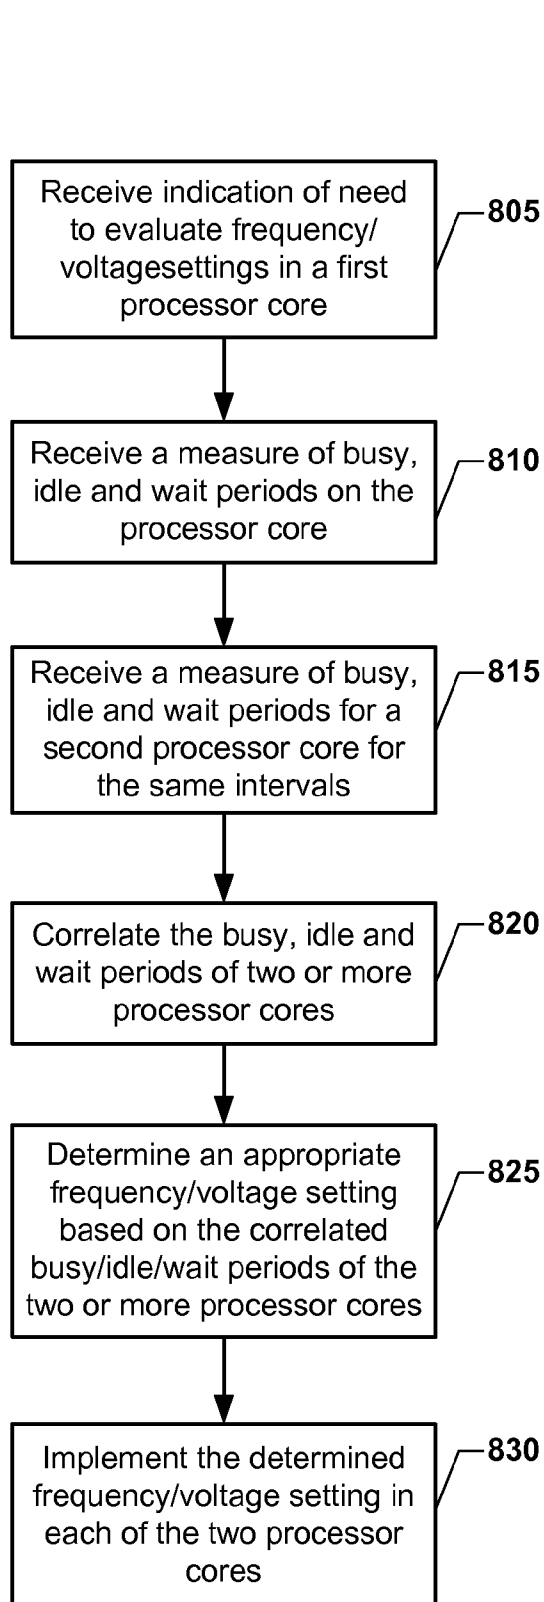 Receive indication of need
to evaluate frequency/
voltagesettings in a first
processor core
805
Receive a measure of busy,
idle and wait periods on the
processor core
810
Receive a measure of busy,
idle and wait periods for a
second processor core for
the same intervals
815
Correlate the busy, idle and
wait periods of two or more
processor cores
820
Determine an appropriate
frequency/voltage setting
based on the correlated
busy/idle/wait periods of the
two or more processor cores
825
Implement the determined
frequency/voltage setting in
each of the two processor
cores
830